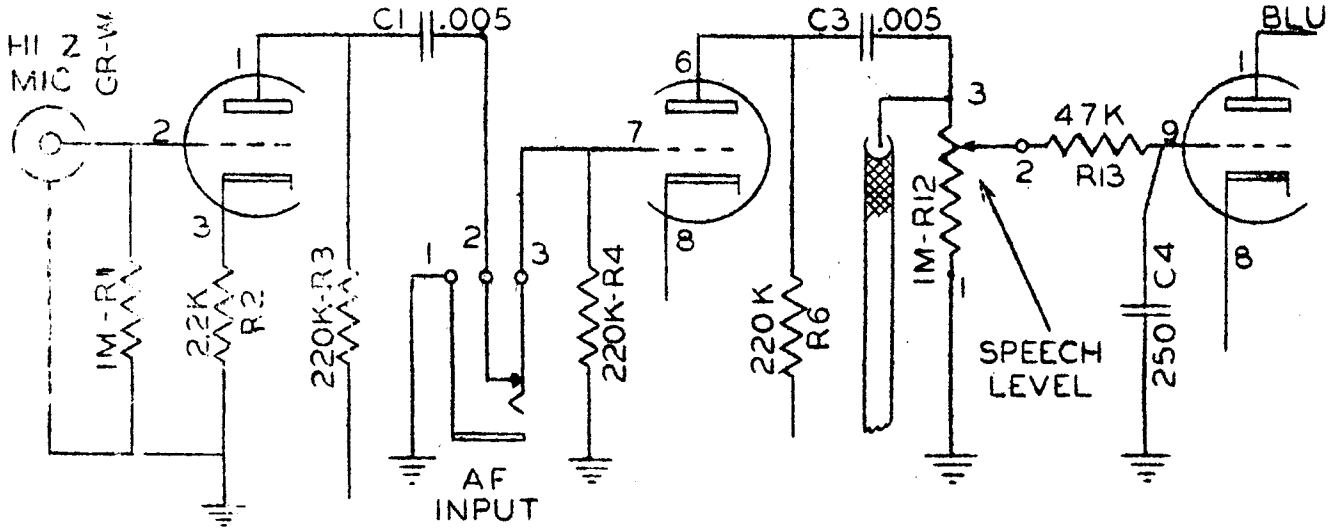 HI Z
MIC
GR-W
1
2
3
1M-R1
2.2K
R2
220K-R3
C1 .005
1
2
3
AF
INPUT
6
7
8
220K-R4
220K
R6
C3 .005
3
2
1
1M-R12
SPEECH
LEVEL
47K
R13
9
C4
250
BLU
1
8